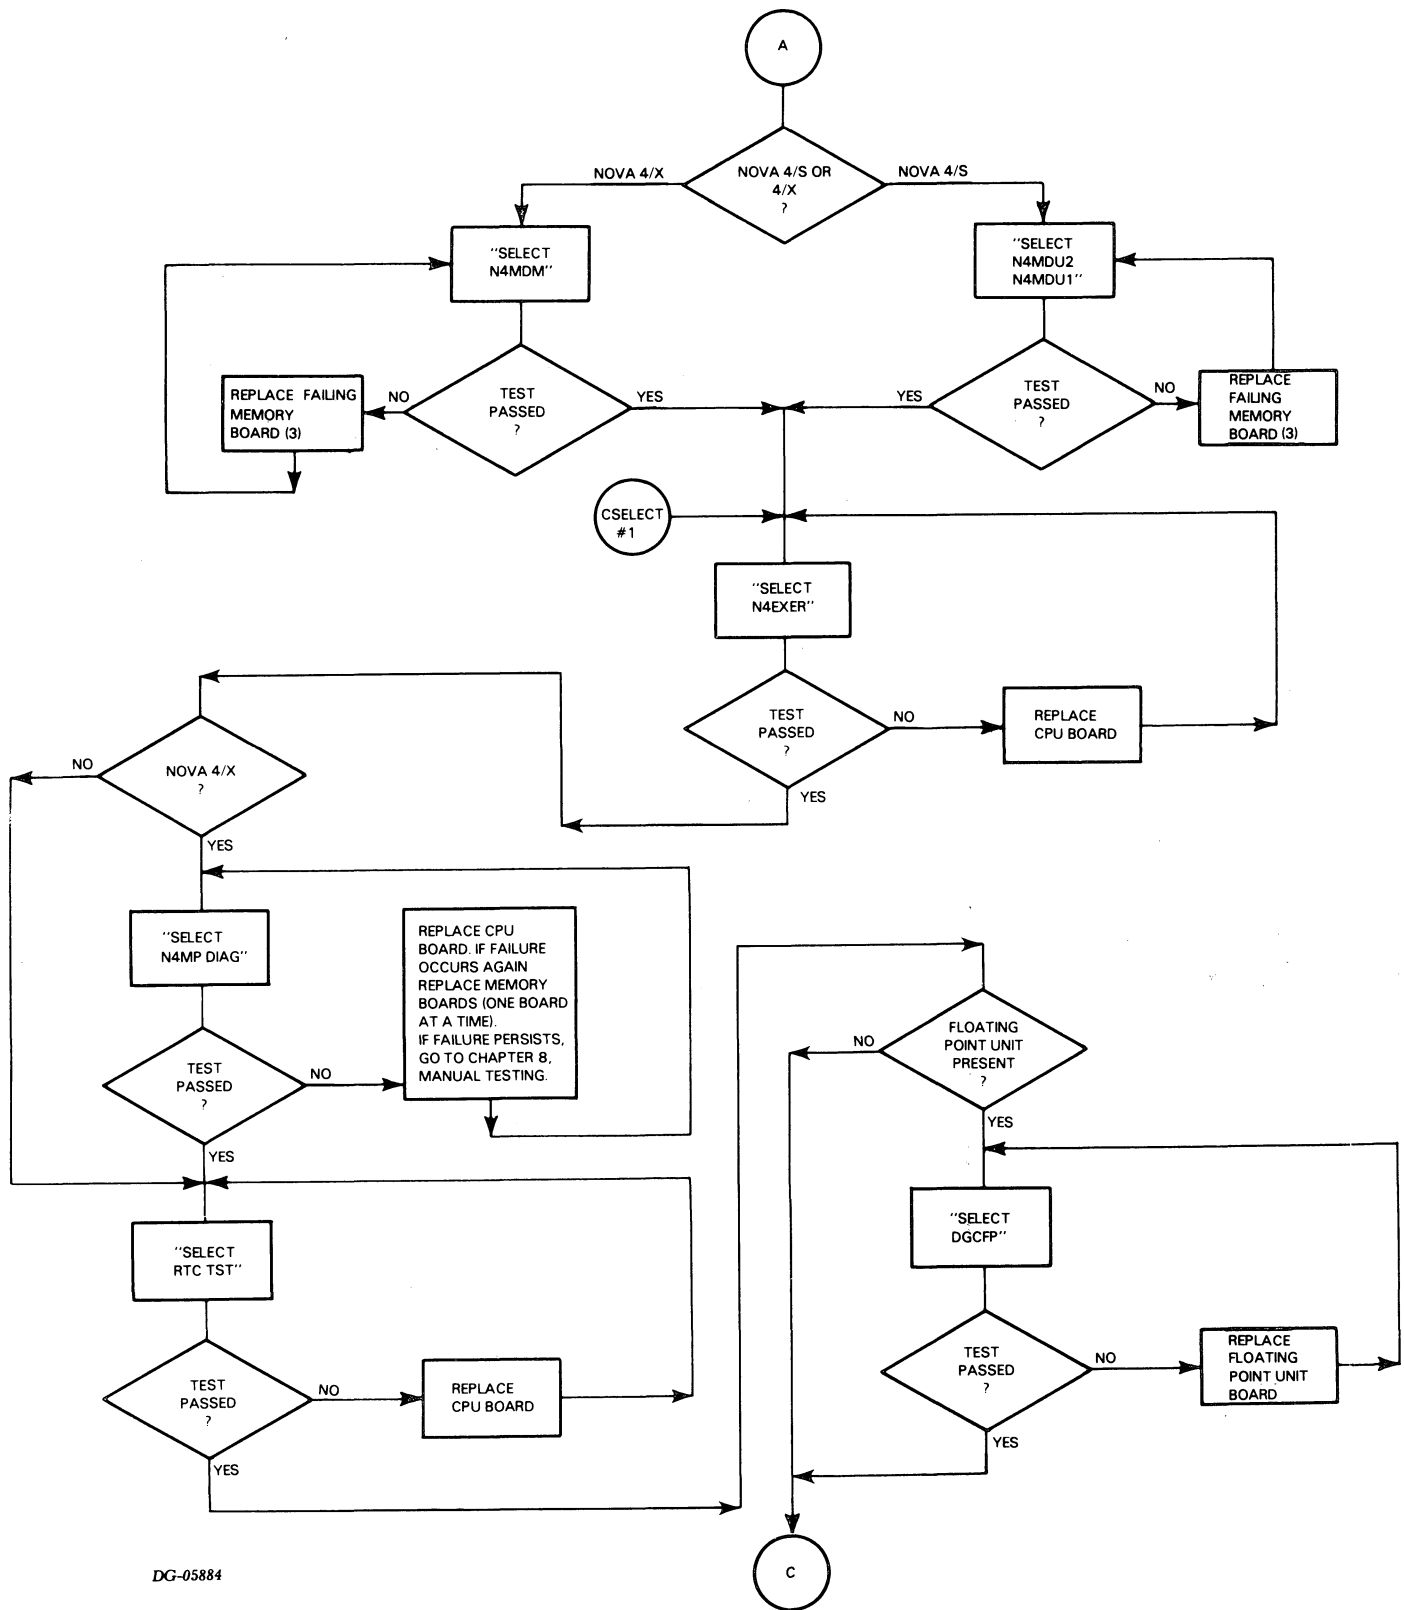 A
NOVA 4/X
NOVA 4/S OR
4/X
?
NOVA 4/S
"SELECT
N4MDM"
"SELECT
N4MDU2
N4MDU1"
REPLACE FAILING
MEMORY
BOARD (3)
NO
TEST
PASSED
?
YES
YES
TEST
PASSED
?
NO
REPLACE
FAILING
MEMORY
BOARD (3)
CSELECT
#1
"SELECT
N4EXER"
TEST
PASSED
?
NO
REPLACE
CPU BOARD
YES
NO
NOVA 4/X
?
YES
"SELECT
N4MP DIAG"
REPLACE CPU
BOARD. IF FAILURE
OCCURS AGAIN
REPLACE MEMORY
BOARDS (ONE BOARD
AT A TIME).
IF FAILURE PERSISTS,
GO TO CHAPTER 8,
MANUAL TESTING.
TEST
PASSED
?
NO
YES
"SELECT
RTC TST"
TEST
PASSED
?
NO
REPLACE
CPU BOARD
YES
NO
FLOATING
POINT UNIT
PRESENT
?
YES
"SELECT
DGCFP"
TEST
PASSED
?
NO
REPLACE
FLOATING
POINT UNIT
BOARD
YES
C
DG-05884